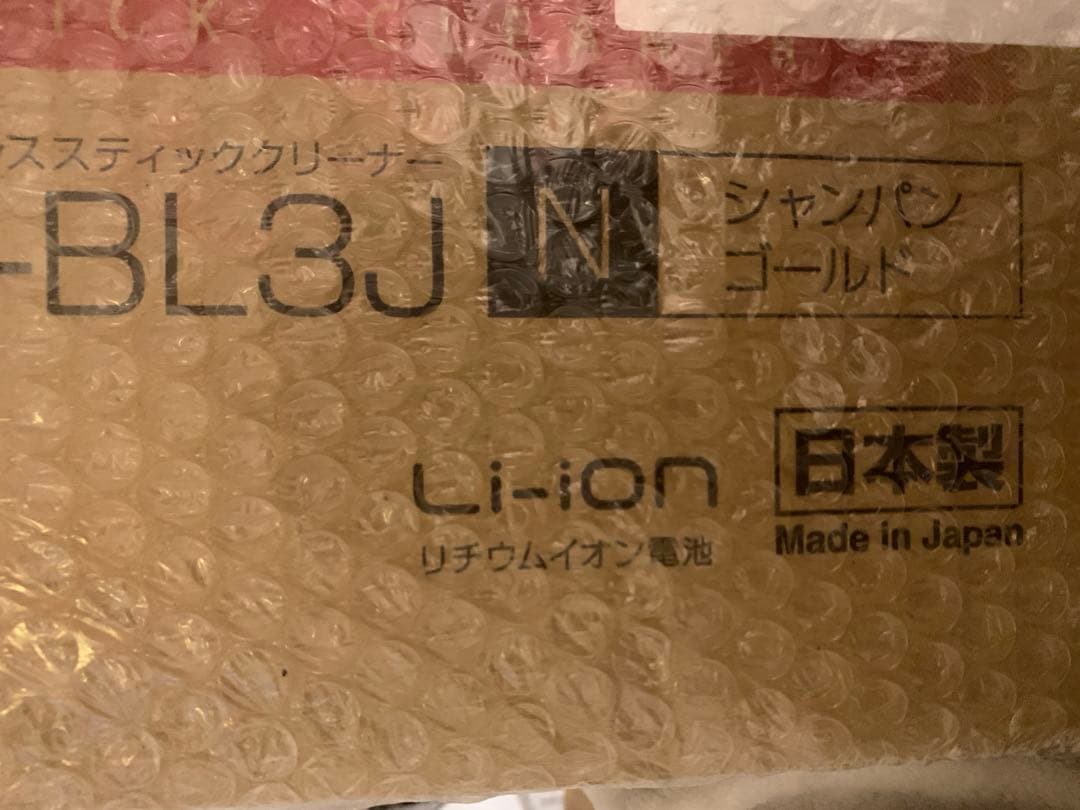 ICK CLEANER
ススティッククリーナー
-BL3J N シャンパン
ゴールド
Li-ion
リチウムイオン電池
日本製
Made in Japan